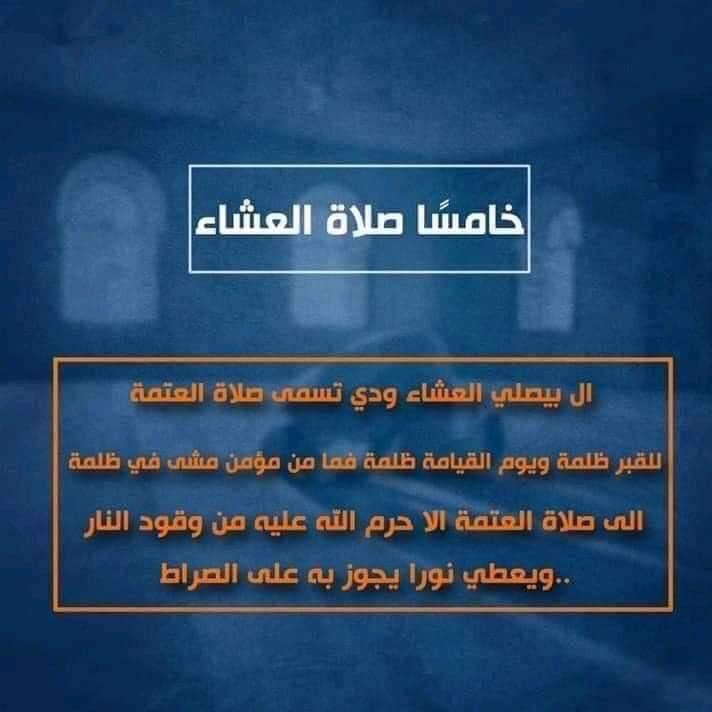 خامسًا صلاة العشاء
ال بيصلي العشاء ودي تسمى صلاة العتمة
للقبر ظلمة ويوم القيامة ظلمة فما من مؤمن مشى في ظلمة
الى صلاة العتمة الا حرم الله عليه من وقود النار
ويعطي نورا يجوز به على الصراط..